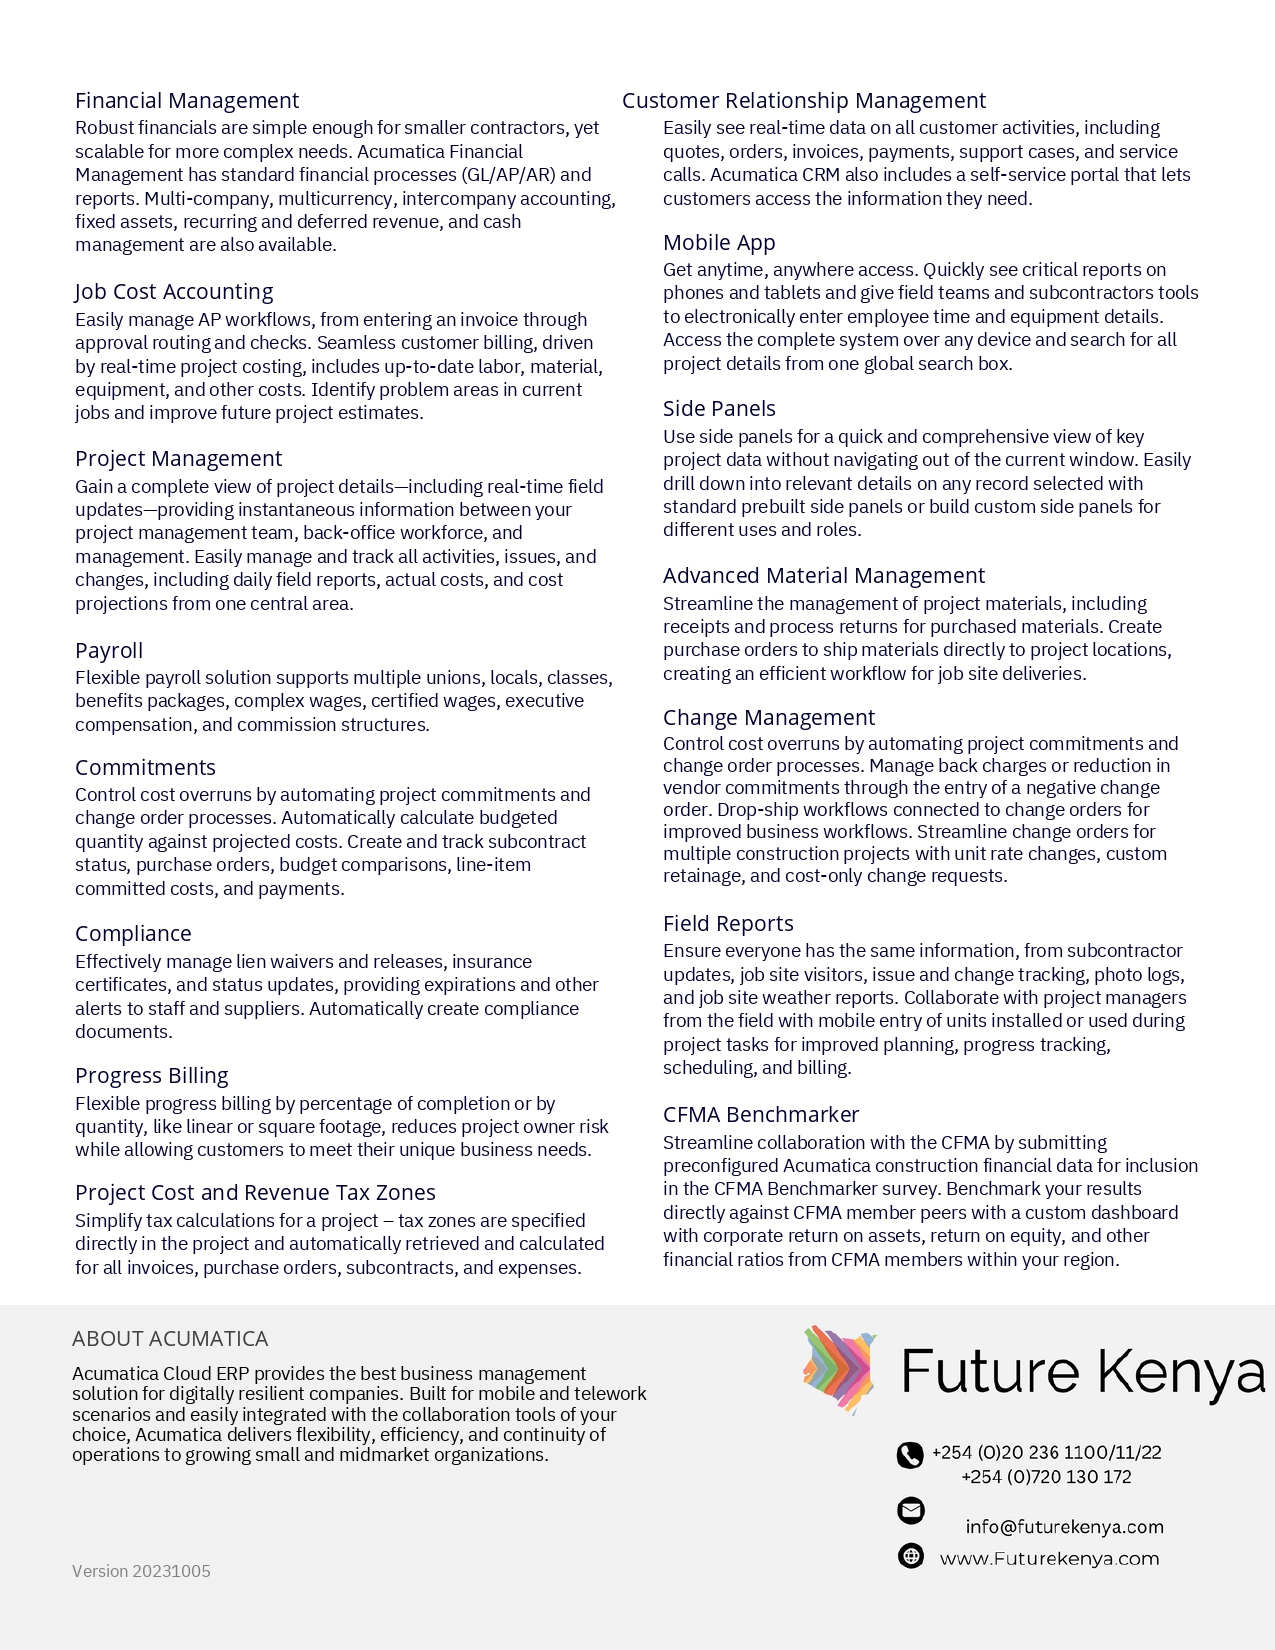 Financial Management
Robust financials are simple enough for smaller contractors, yet
scalable for more complex needs. Acumatica Financial
Management has standard financial processes (GL/AP/AR) and
reports. Multi-company, multicurrency, intercompany accounting,
fixed assets, recurring and deferred revenue, and cash
management are also available.
Job Cost Accounting
Easily manage AP workflows, from entering an invoice through
approval routing and checks. Seamless customer billing, driven
by real-time project costing, includes up-to-date labor, material,
equipment, and other costs. Identify problem areas in current
jobs and improve future project estimates.
Project Management
Gain a complete view of project details—including real-time field
updates—providing instantaneous information between your
project management team, back-office workforce, and
management. Easily manage and track all activities, issues, and
changes, including daily field reports, actual costs, and cost
projections from one central area.
Payroll
Flexible payroll solution supports multiple unions, locals, classes,
benefits packages, complex wages, certified wages, executive
compensation, and commission structures.
Commitments
Control cost overruns by automating project commitments and
change order processes. Automatically calculate budgeted
quantity against projected costs. Create and track subcontract
status, purchase orders, budget comparisons, line-item
committed costs, and payments.
Compliance
Effectively manage lien waivers and releases, insurance
certificates, and status updates, providing expirations and other
alerts to staff and suppliers. Automatically create compliance
documents.
Progress Billing
Flexible progress billing by percentage of completion or by
quantity, like linear or square footage, reduces project owner risk
while allowing customers to meet their unique business needs.
Project Cost and Revenue Tax Zones
Simplify tax calculations for a project – tax zones are specified
directly in the project and automatically retrieved and calculated
for all invoices, purchase orders, subcontracts, and expenses.
Customer Relationship Management
Easily see real-time data on all customer activities, including
quotes, orders, invoices, payments, support cases, and service
calls. Acumatica CRM also includes a self-service portal that lets
customers access the information they need.
Mobile App
Get anytime, anywhere access. Quickly see critical reports on
phones and tablets and give field teams and subcontractors tools
to electronically enter employee time and equipment details.
Access the complete system over any device and search for all
project details from one global search box.
Side Panels
Use side panels for a quick and comprehensive view of key
project data without navigating out of the current window. Easily
drill down into relevant details on any record selected with
standard prebuilt side panels or build custom side panels for
different uses and roles.
Advanced Material Management
Streamline the management of project materials, including
receipts and process returns for purchased materials. Create
purchase orders to ship materials directly to project locations,
creating an efficient workflow for job site deliveries.
Change Management
Control cost overruns by automating project commitments and
change order processes. Manage back charges or reduction in
vendor commitments through the entry of a negative change
order. Drop-ship workflows connected to change orders for
improved business workflows. Streamline change orders for
multiple construction projects with unit rate changes, custom
retainage, and cost-only change requests.
Field Reports
Ensure everyone has the same information, from subcontractor
updates, job site visitors, issue and change tracking, photo logs,
and job site weather reports. Collaborate with project managers
from the field with mobile entry of units installed or used during
project tasks for improved planning, progress tracking,
scheduling, and billing.
CFMA Benchmarker
Streamline collaboration with the CFMA by submitting
preconfigured Acumatica construction financial data for inclusion
in the CFMA Benchmarker survey. Benchmark your results
directly against CFMA member peers with a custom dashboard
with corporate return on assets, return on equity, and other
financial ratios from CFMA members within your region.
ABOUT ACUMATICA
Acumatica Cloud ERP provides the best business management
solution for digitally resilient companies. Built for mobile and telework
scenarios and easily integrated with the collaboration tools of your
choice, Acumatica delivers flexibility, efficiency, and continuity of
operations to growing small and midmarket organizations.
Version 20231005
Future Kenya
+254 (0)20 236 1100/11/22
+254 (0)720 130 172
info@futurekenya.com
www.Futurekenya.com